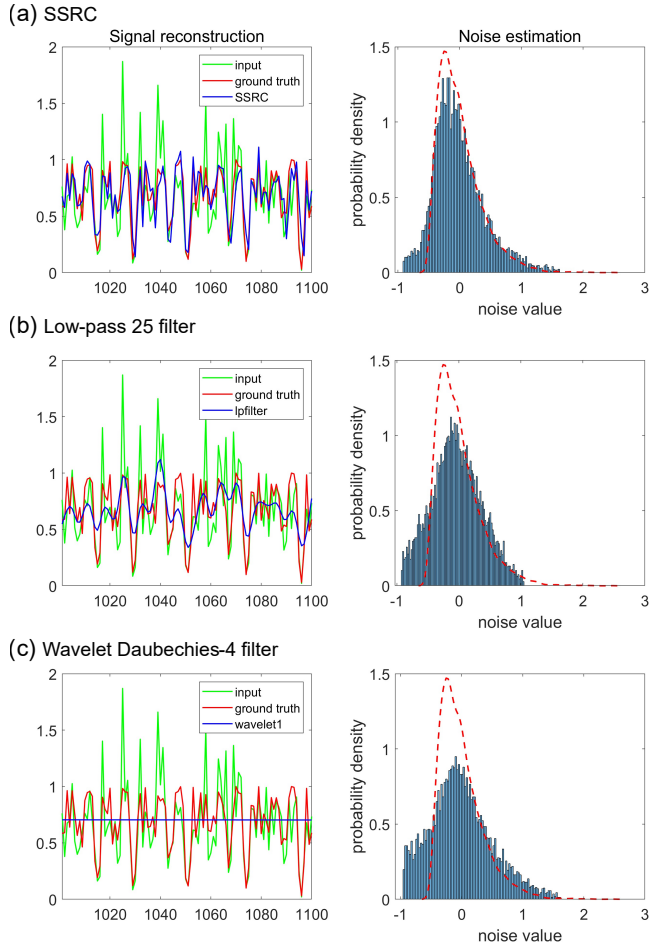 (a) SSRC
Signal reconstruction
Noise estimation
2
1.5
1
0.5
0
input
ground truth
SSRC
1020 1040 1060 1080 1100
probability density
1.5
1
0.5
0
-1 0 1 2 3
noise value
(b) Low-pass 25 filter
2
1.5
1
0.5
0
input
ground truth
lpfilter
1020 1040 1060 1080 1100
probability density
1.5
1
0.5
0
-1 0 1 2 3
noise value
(c) Wavelet Daubechies-4 filter
2
1.5
1
0.5
0
input
ground truth
wavelet1
1020 1040 1060 1080 1100
probability density
1.5
1
0.5
0
-1 0 1 2 3
noise value